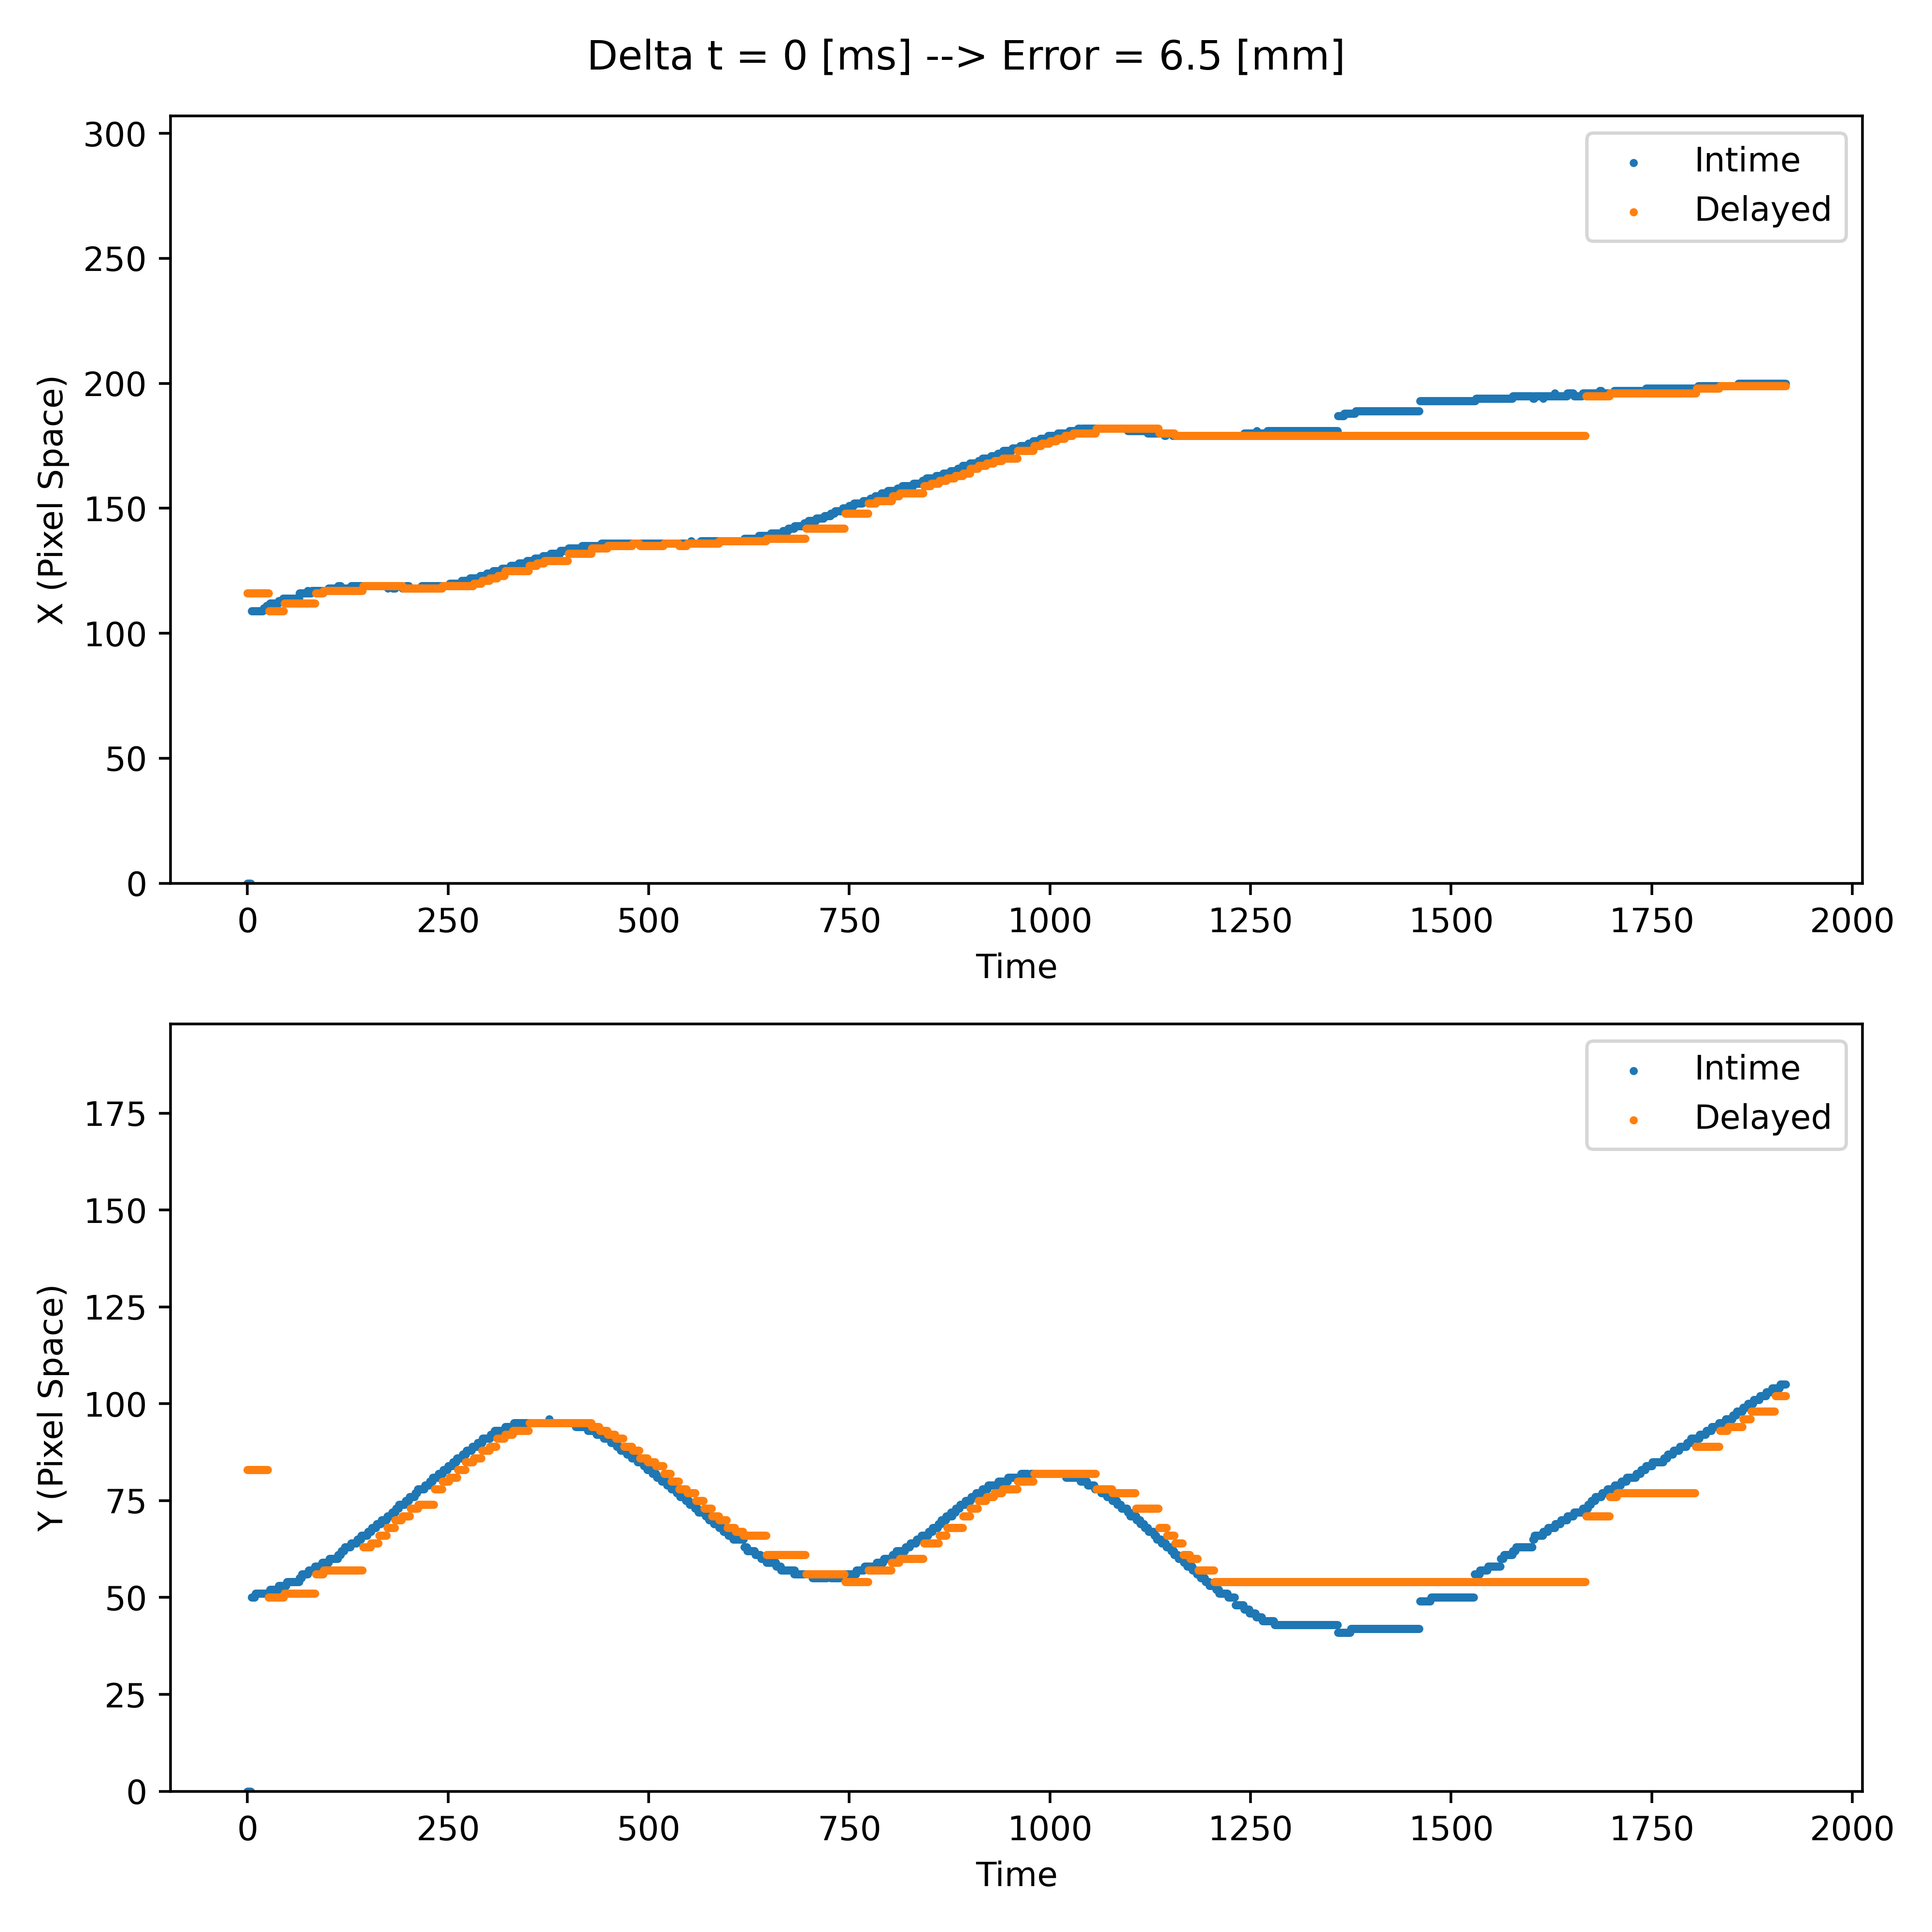 Delta t = 0 [ms] --> Error = 6.5 [mm]
300
250
200
150
100
50
0
X (Pixel Space)
Intime
Delayed
0 250 500 750 1000 1250 1500 1750 2000
Time
175
150
125
100
75
50
25
0
Y (Pixel Space)
Intime
Delayed
0 250 500 750 1000 1250 1500 1750 2000
Time